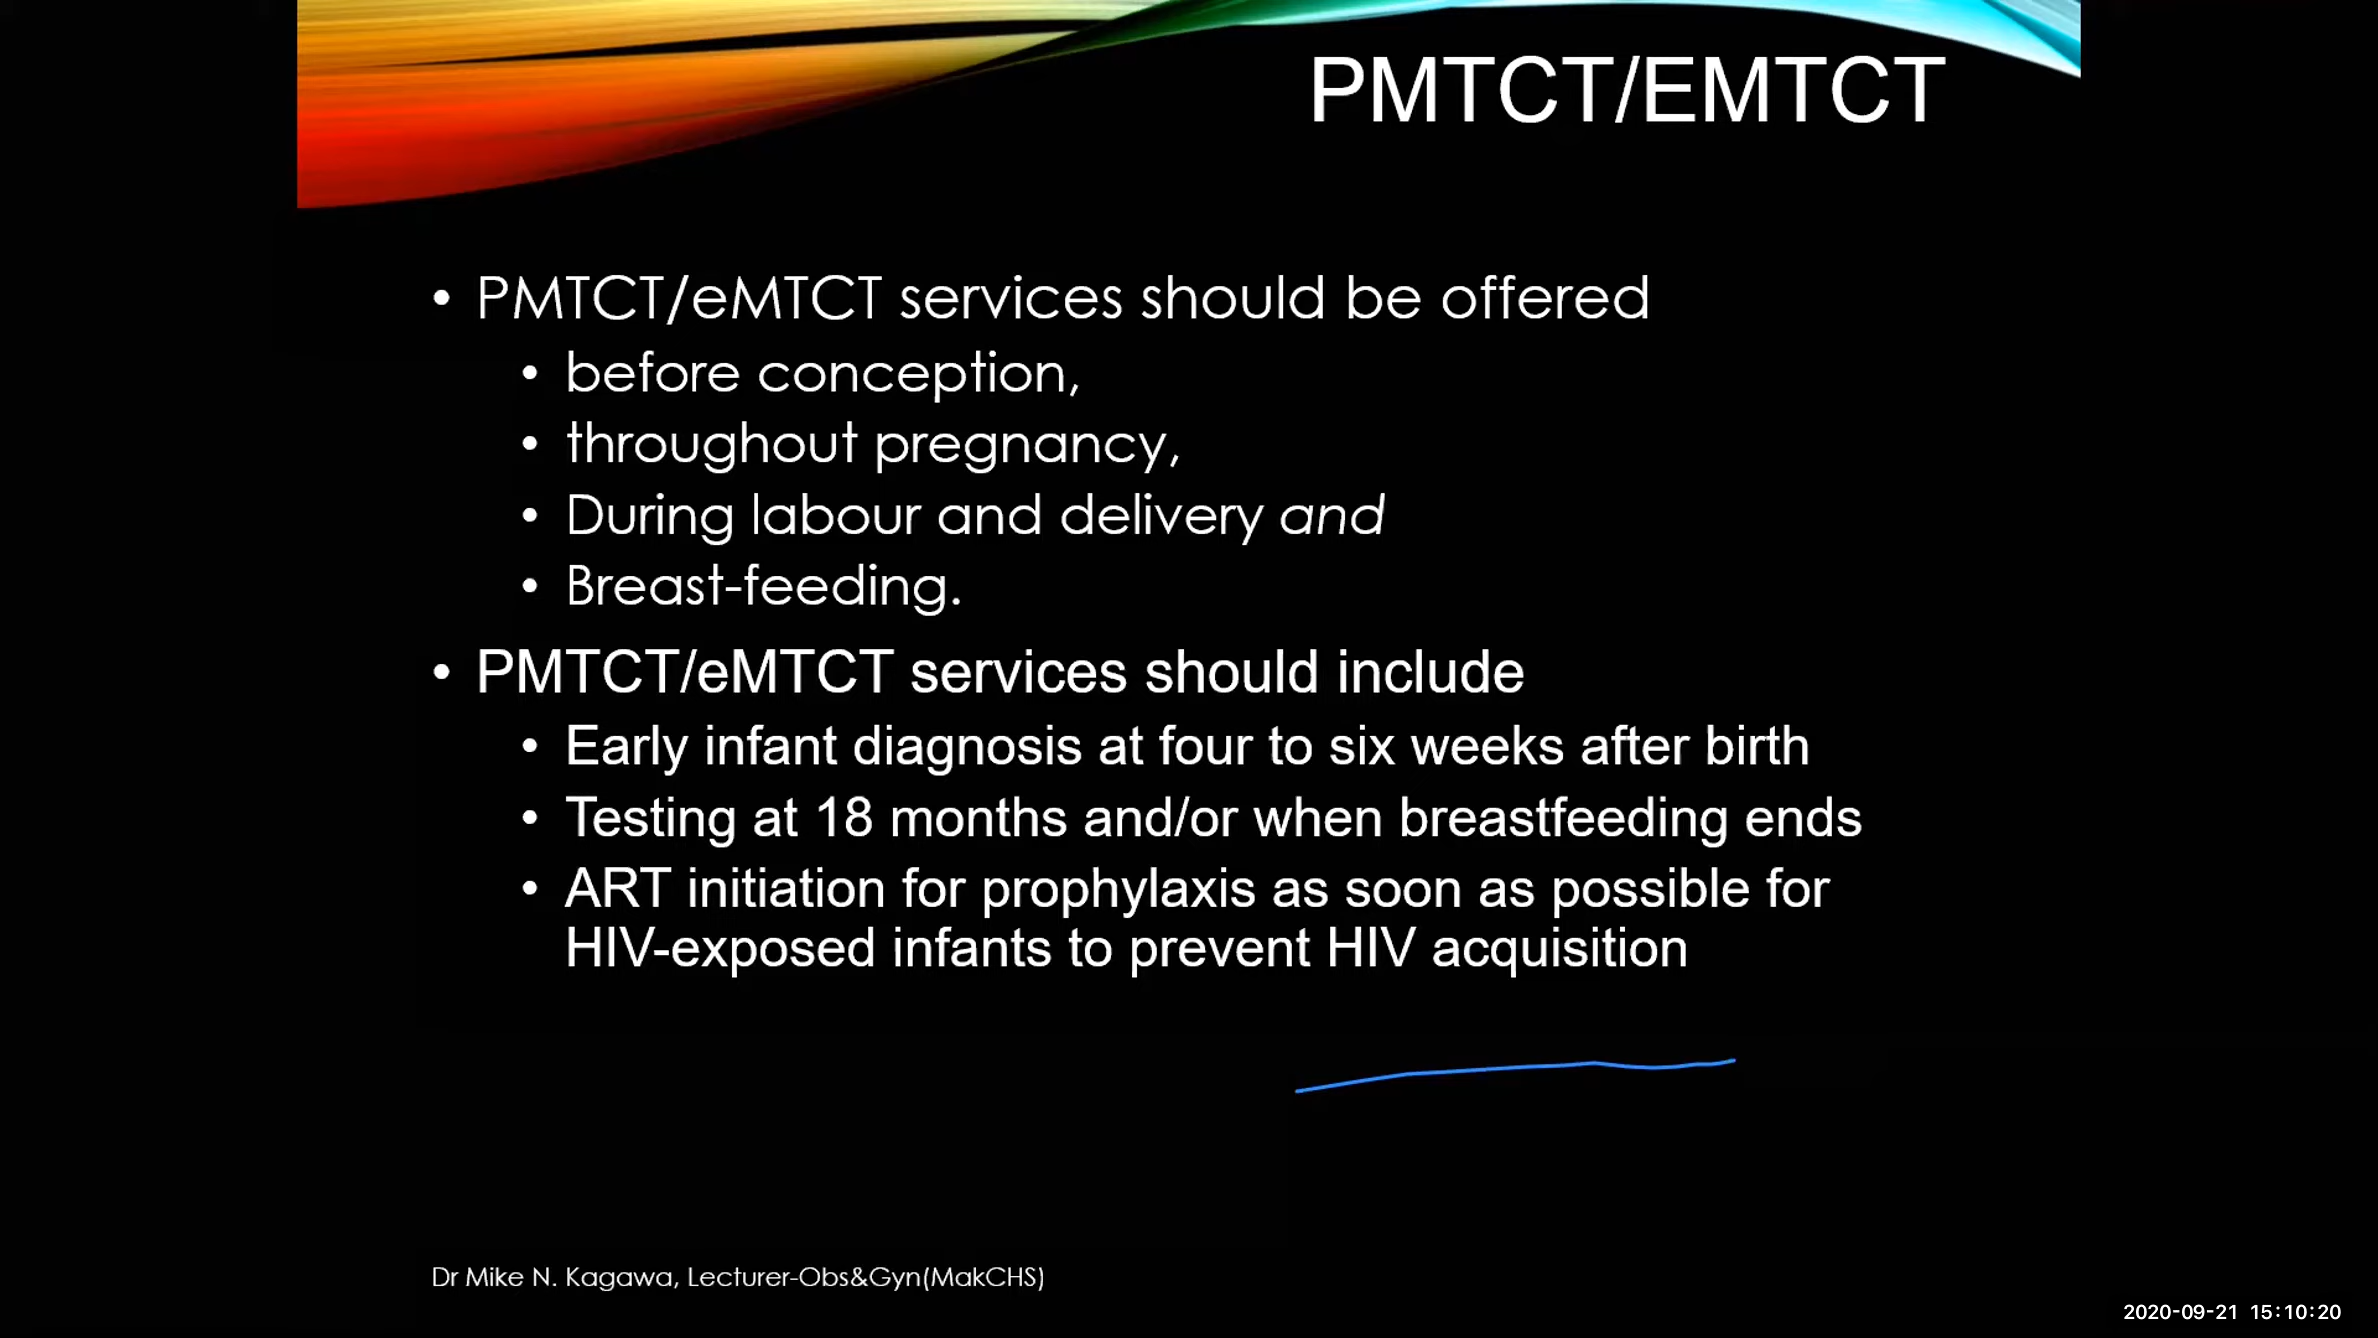 PMTCT/EMTCT
• PMTCT/eMTCT services should be offered
• before conception,
• throughout pregnancy,
• During labour and delivery and
• Breast-feeding.
• PMTCT/eMTCT services should include
• Early infant diagnosis at four to six weeks after birth
• Testing at 18 months and/or when breastfeeding ends
• ART initiation for prophylaxis as soon as possible for
HIV-exposed infants to prevent HIV acquisition
Dr Mike N. Kagawa, Lecturer-Obs&Gyn(MakCHS)
2020-09-21 15:10:20